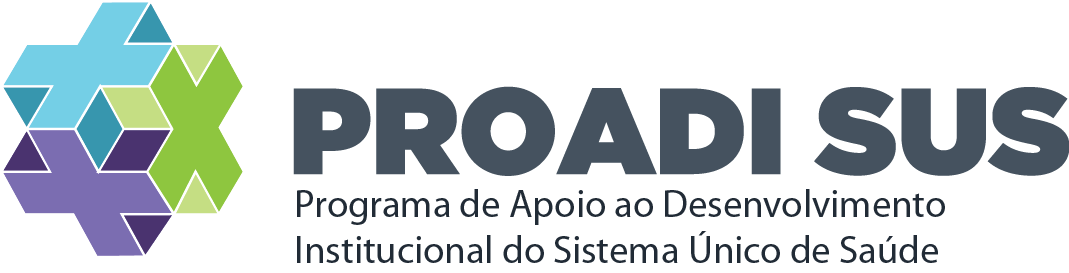 PROADI SUS
Programa de Apoio ao Desenvolvimento
Institucional do Sistema Único de Saúde